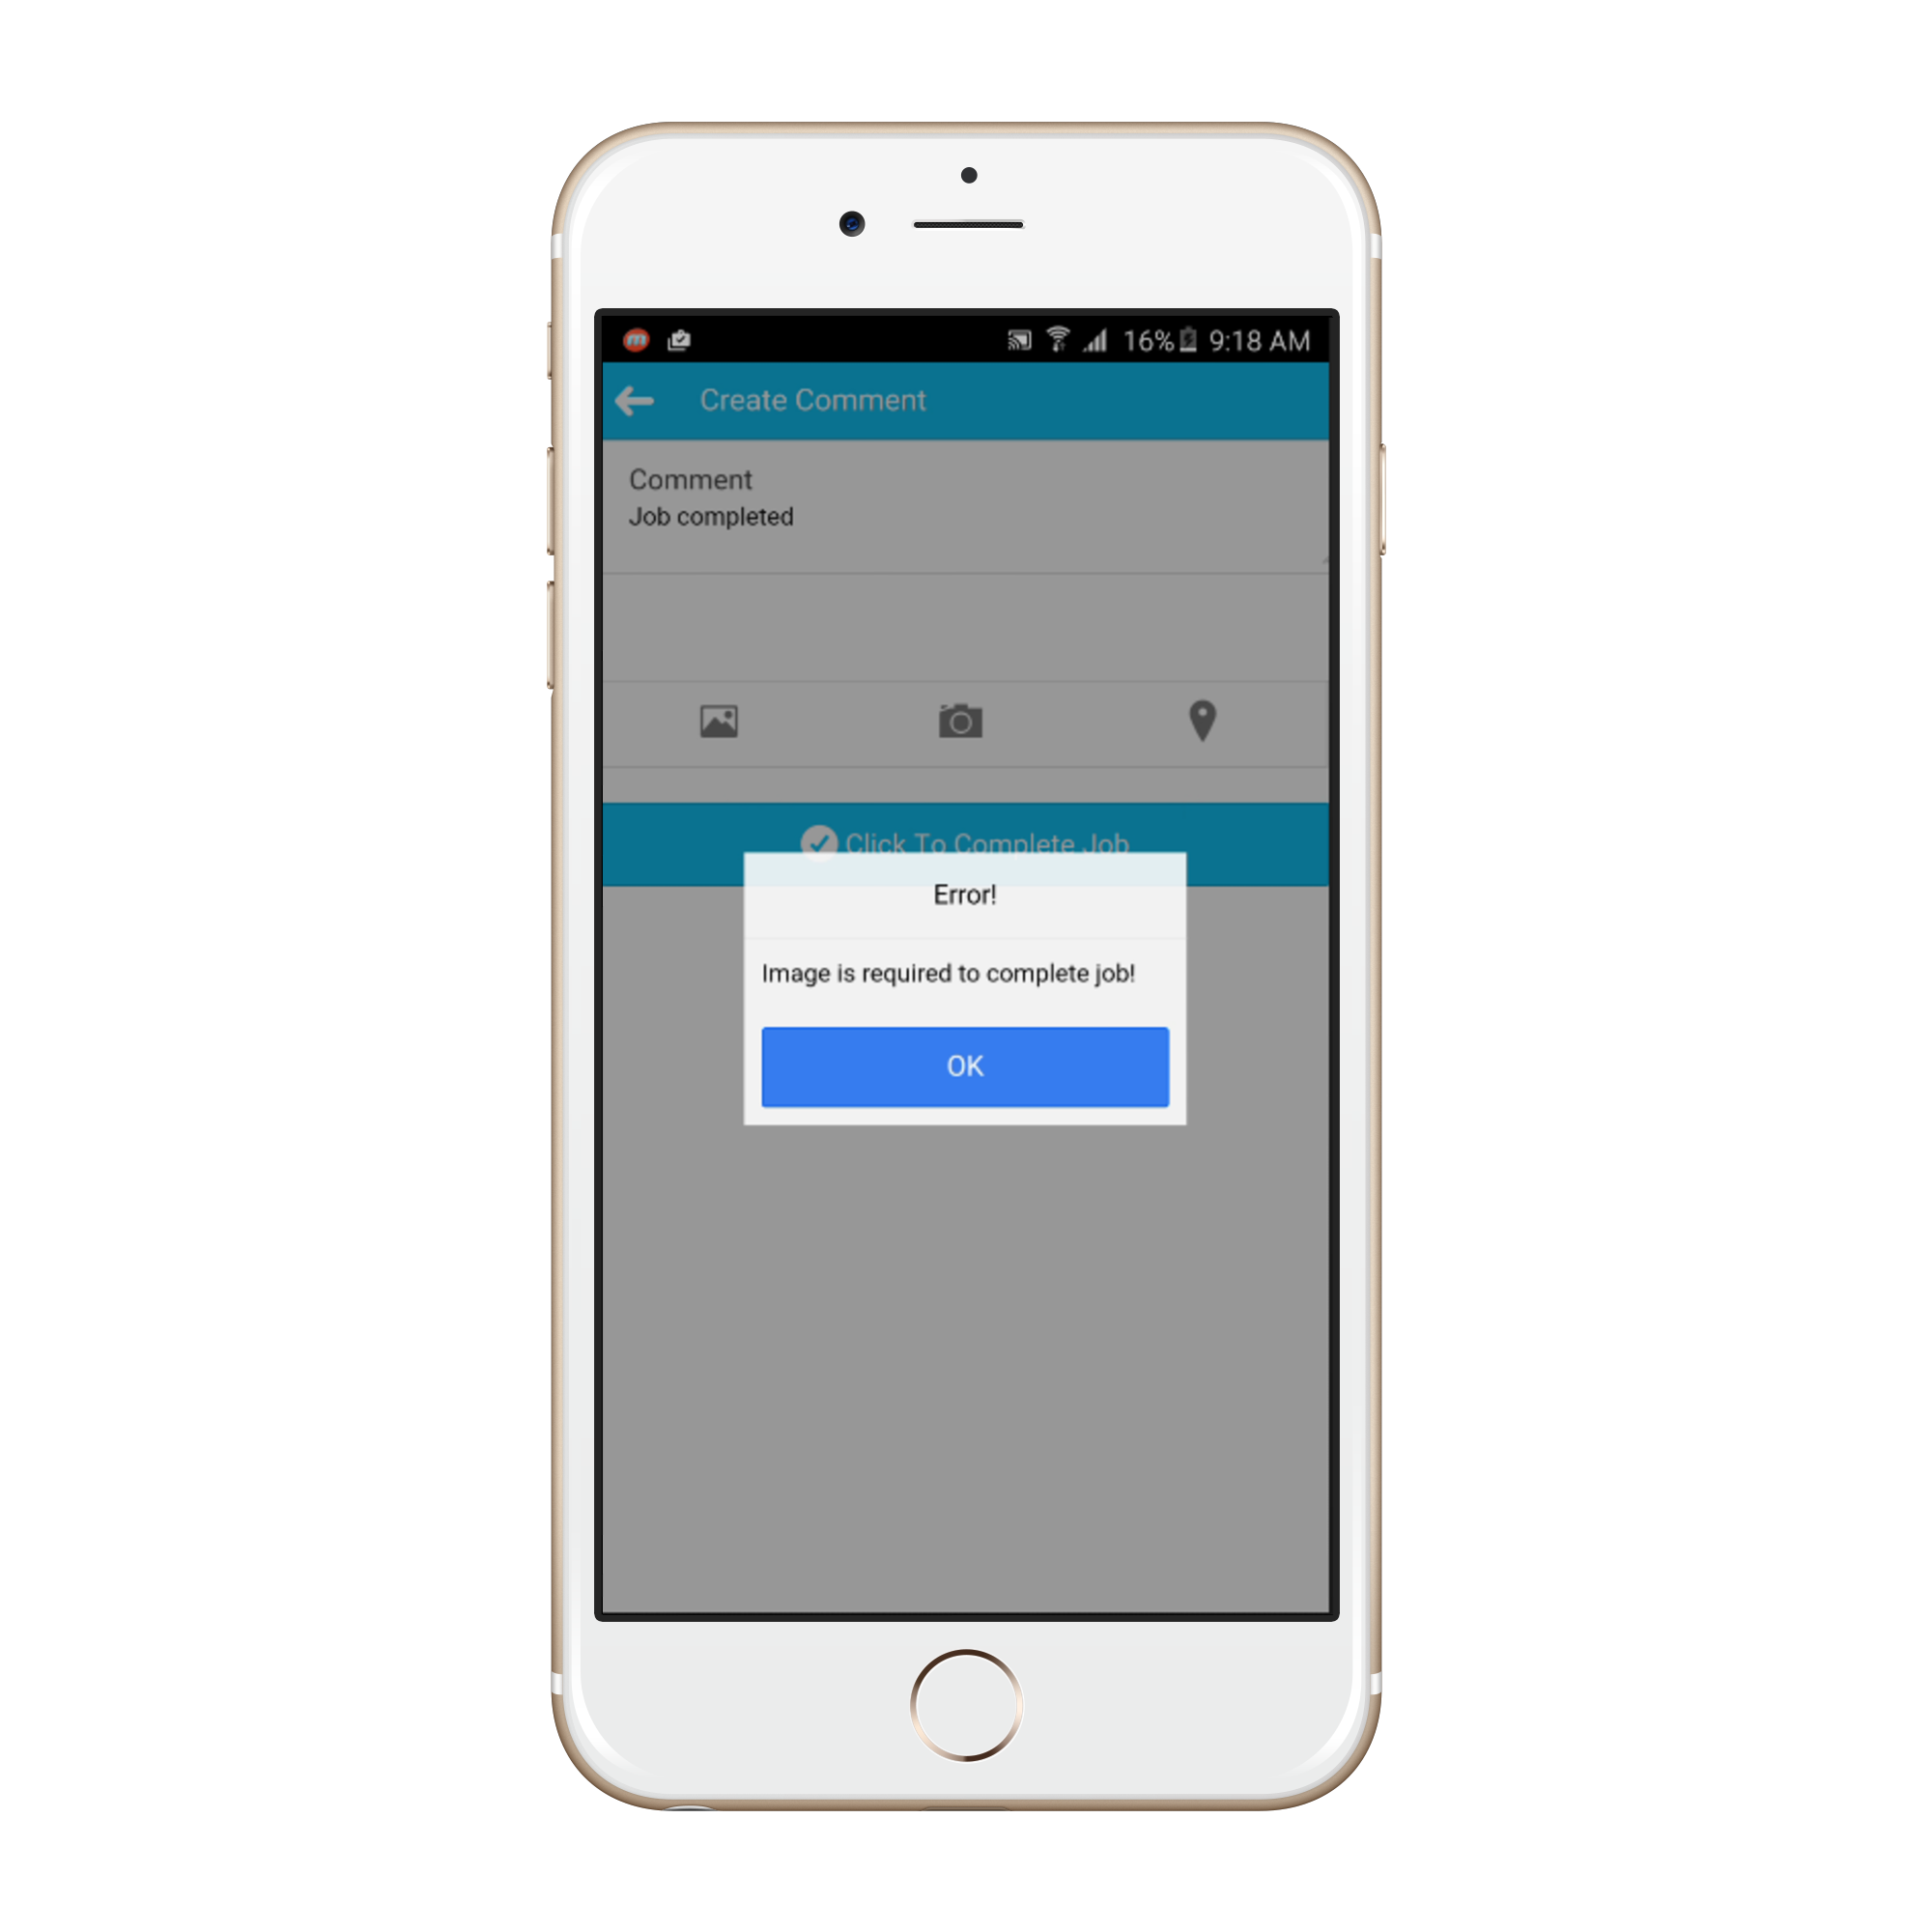 16% 9:18 AM
Create Comment
Comment
Job completed
Click To Complete Job
Error!
Image is required to complete job!
OK